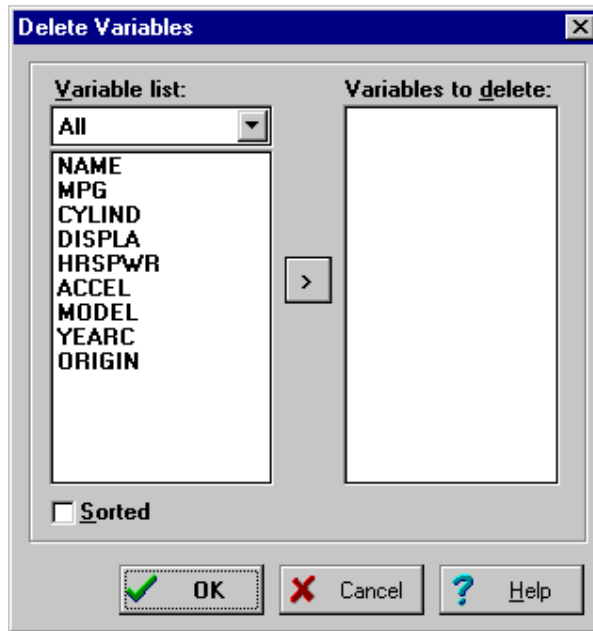 Delete Variables
Variable list:
Variables to delete:
All
NAME
MPG
CYLIND
DISPLA
HRSPWR
ACCEL
MODEL
YEARC
ORIGIN
>
Sorted
OK
Cancel
? Help